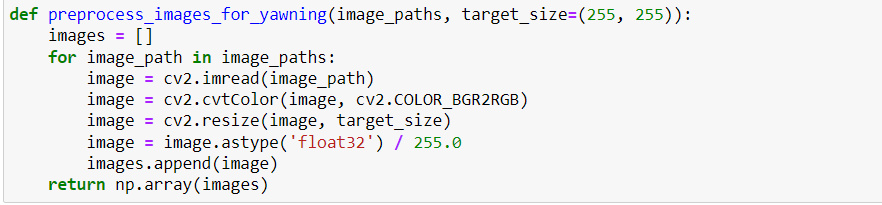 def preprocess_images_for_yawning(image_paths, target_size=(255, 255)):
    images = []
    for image_path in image_paths:
        image = cv2.imread(image_path)
        image = cv2.cvtColor(image, cv2.COLOR_BGR2RGB)
        image = cv2.resize(image, target_size)
        image = image.astype('float32') / 255.0
        images.append(image)
    return np.array(images)